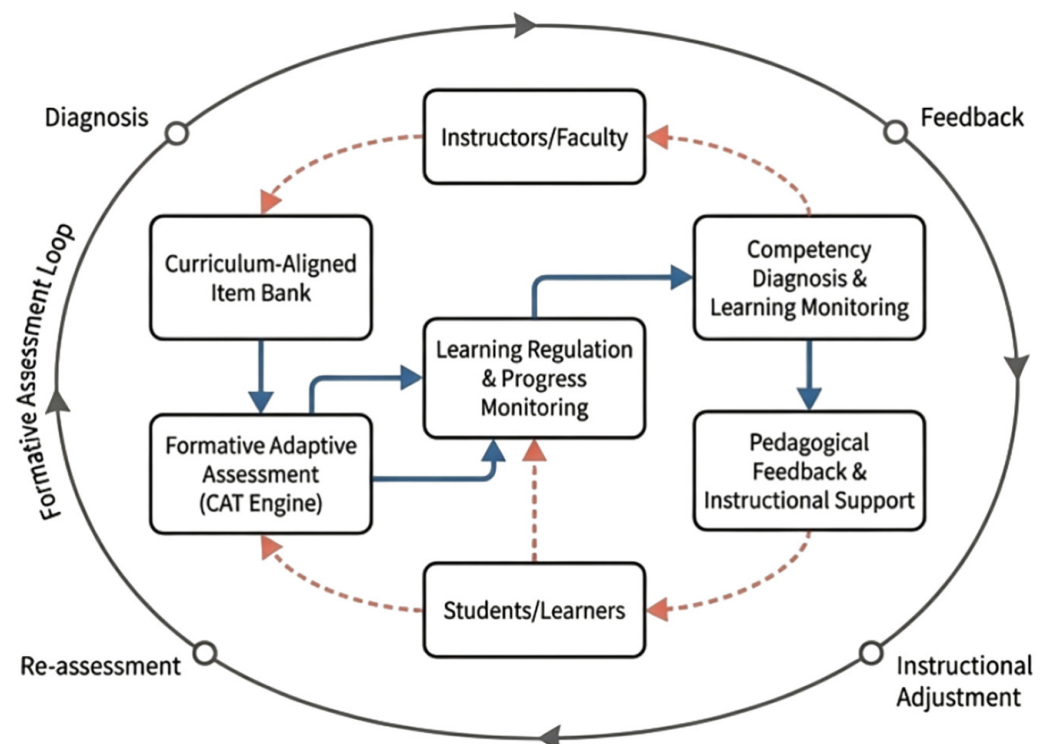 Diagnosis
Feedback
Instructors/Faculty
Curriculum-Aligned
Item Bank
Competency
Diagnosis &
Learning Monitoring
Formative Assessment Loop
Learning Regulation
& Progress
Monitoring
Formative Adaptive
Assessment
(CAT Engine)
Pedagogical
Feedback &
Instructional Support
Students/Learners
Re-assessment
Instructional
Adjustment